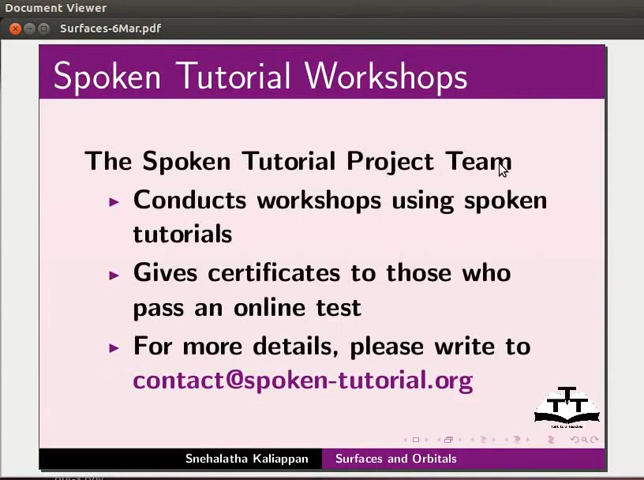 Document Viewer
Surfaces-6Mar.pdf
Spoken Tutorial Workshops
The Spoken Tutorial Project Team
Conducts workshops using spoken
tutorials
Gives certificates to those who
pass an online test
For more details, please write to
contact@spoken-tutorial.org
Snehalatha Kaliappan
Surfaces and Orbitals